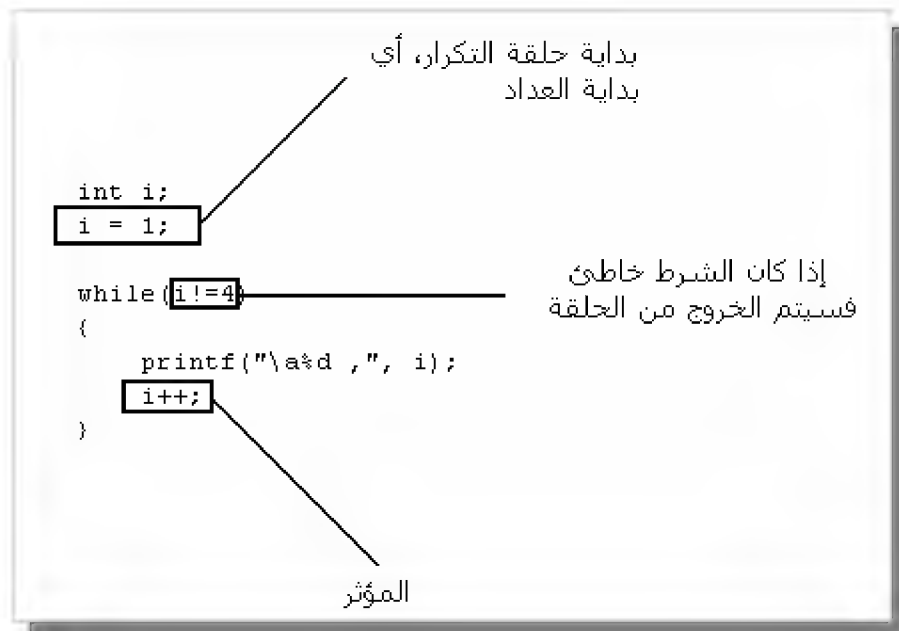 بداية حلقة التكرار، أي
بداية العداد
int i;
i = 1;
while(i!=4)
إذا كان الشرط خاطئ
فسيتم الخروج من الحلقة
{
printf("\a%d ,", i);
i++;
}
المؤثر